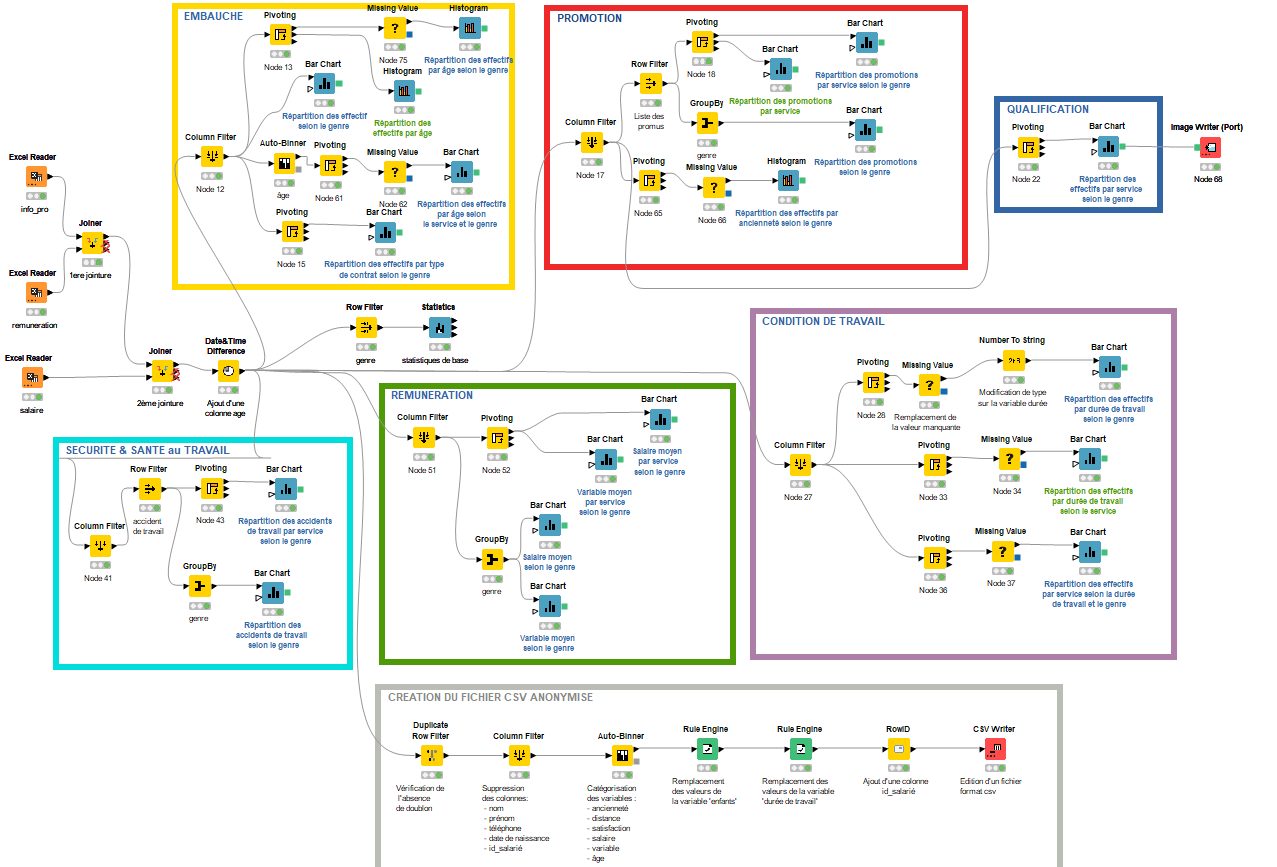 Excel Reader
info_pro
Excel Reader
remuneration
Excel Reader
salaire
Joiner
1ere jointure
Joiner
2ème jointure
Date&Time
Difference
Ajout d'une
colonne age
Row Filter
genre
Statistics
statistiques de base
EMBAUCHE
Column Filter
Node 12
Pivoting
Node 13
Missing Value
Node 75
Histogram
Répartition des effectifs
par âge selon le genre
Bar Chart
Répartition des effectif
selon le genre
Histogram
Répartition des
effectifs par âge
Auto-Binner
âge
Pivoting
Node 61
Missing Value
Node 62
Bar Chart
Répartition des effectifs
par âge selon
le service et le genre
Pivoting
Node 15
Bar Chart
Répartition des effectifs par type
de contrat selon le genre
PROMOTION
Column Filter
Node 17
Row Filter
Liste des
promus
Pivoting
Node 18
Bar Chart
Répartition des promotions
par service selon le genre
Bar Chart
Répartition des promotions
par service
GroupBy
genre
Bar Chart
Répartition des promotions
selon le genre
Pivoting
Node 65
Missing Value
Node 66
Histogram
Répartition des effectifs par
ancienneté selon le genre
QUALIFICATION
Pivoting
Node 22
Bar Chart
Répartition des
effectifs par service
selon le genre
Image Writer (Port)
Node 68
CONDITION DE TRAVAIL
Column Filter
Node 27
Pivoting
Node 28
Missing Value
Remplacement de
la valeur manquante
Number To String
Modification de type
sur la variable durée
Bar Chart
Répartition des effectifs
par durée de travail
selon le genre
Pivoting
Node 33
Missing Value
Node 34
Bar Chart
Répartition des effectifs
par durée de travail
selon le service
Pivoting
Node 36
Missing Value
Node 37
Bar Chart
Répartition des effectifs
par service selon la durée
de travail et le genre
REMUNERATION
Column Filter
Node 51
Pivoting
Node 52
Bar Chart
Salaire moyen
par service
selon le genre
Bar Chart
Variable moyen
par service
selon le genre
GroupBy
genre
Bar Chart
Salaire moyen
selon le genre
Bar Chart
Variable moyen
selon le genre
SECURITE & SANTE au TRAVAIL
Column Filter
Node 41
Row Filter
accident
de travail
Pivoting
Node 43
Bar Chart
Répartition des accidents
de travail par service
selon le genre
GroupBy
genre
Bar Chart
Répartition des
accidents de travail
selon le genre
CREATION DU FICHIER CSV ANONYMISE
Duplicate
Row Filter
Vérification de
l'absence
de doublon
Column Filter
Suppression
des colonnes:
- nom
- prénom
- téléphone
- date de naissance
- id_salarié
Auto-Binner
Catégorisation
des variables :
- ancienneté
- distance
- satisfaction
- salaire
- variable
- âge
Rule Engine
Remplacement
des valeurs de
la variable 'enfants'
Rule Engine
Remplacement des
valeurs de la variable
'durée de travail'
RowID
Ajout d'une colonne
id_salarié
CSV Writer
Edition d'un fichier
format csv